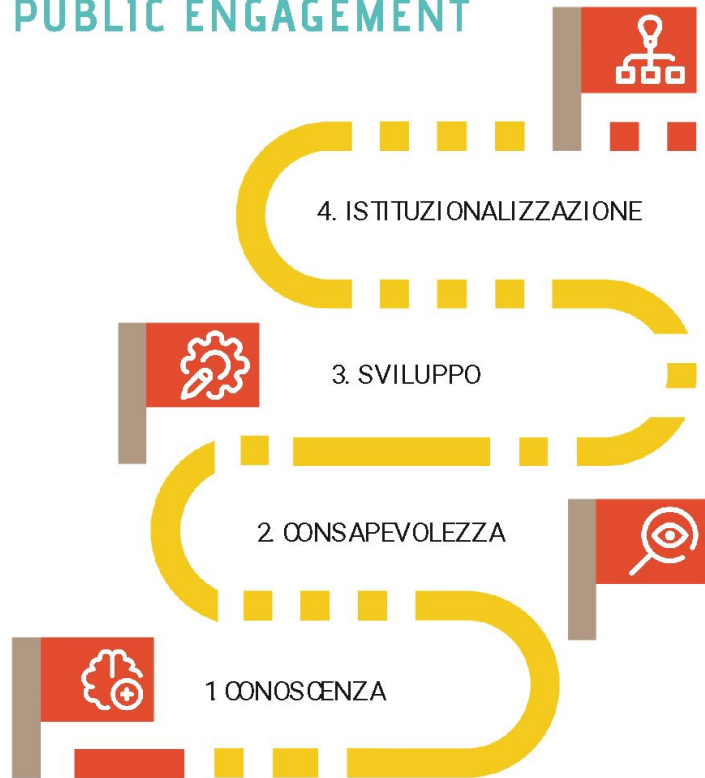 PUBLIC ENGAGEMENT
4. ISTITUZIONALIZZAZIONE
3. SVILUPPO
2 CONSAPEVOLEZZA
1 CONOSCENZA